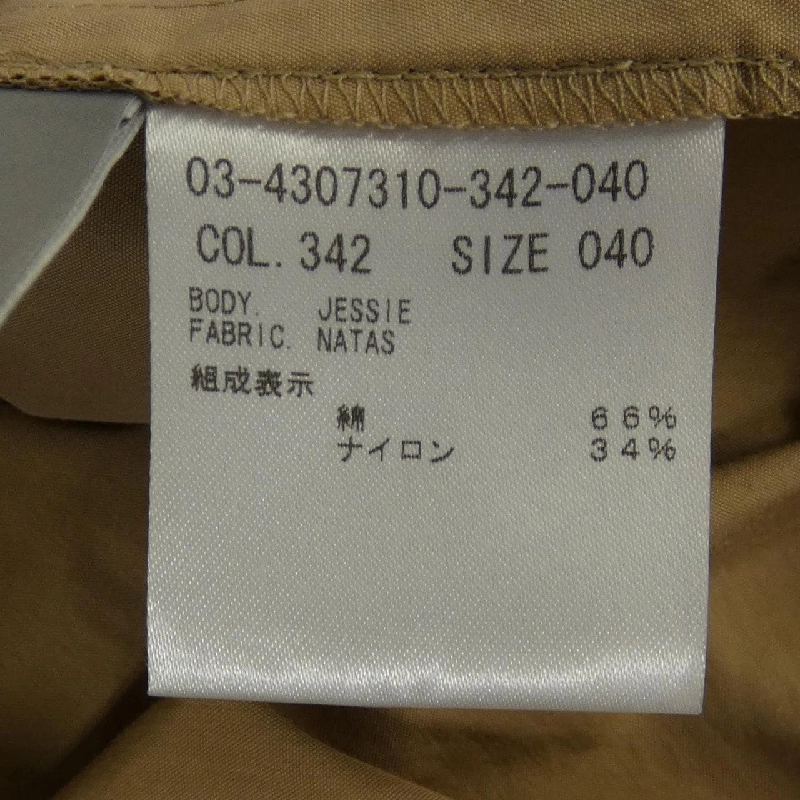 03-4307310-342-040
COL. 342 SIZE 040
BODY. JESSIE
FABRIC. NATAS
組成表示
綿 66%
ナイロン 34%